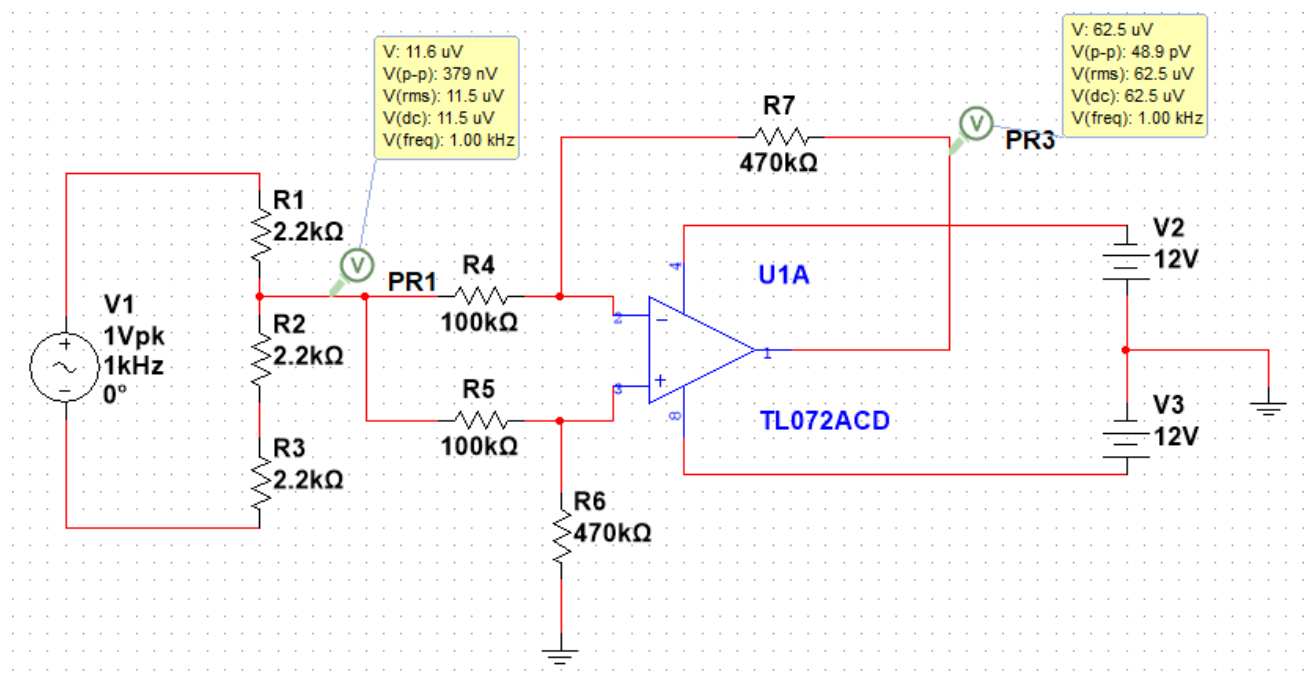 V: 11.6 uV
V(p-p): 379 nV
V(rms): 11.5 uV
V(dc): 11.5 uV
V(freq): 1.00 kHz
V: 62.5 uV
V(p-p): 48.9 pV
V(rms): 62.5 uV
V(dc): 62.5 uV
V(freq): 1.00 kHz
V
PR3
R7
470kΩ
R1
2.2kΩ
V
PR1
R4
100kΩ
V1
1Vpk
1kHz
0°
+
−
R2
2.2kΩ
R3
2.2kΩ
R5
100kΩ
R6
470kΩ
4
U1A
2
−
+
3
1
8
TL072ACD
V2
12V
V3
12V